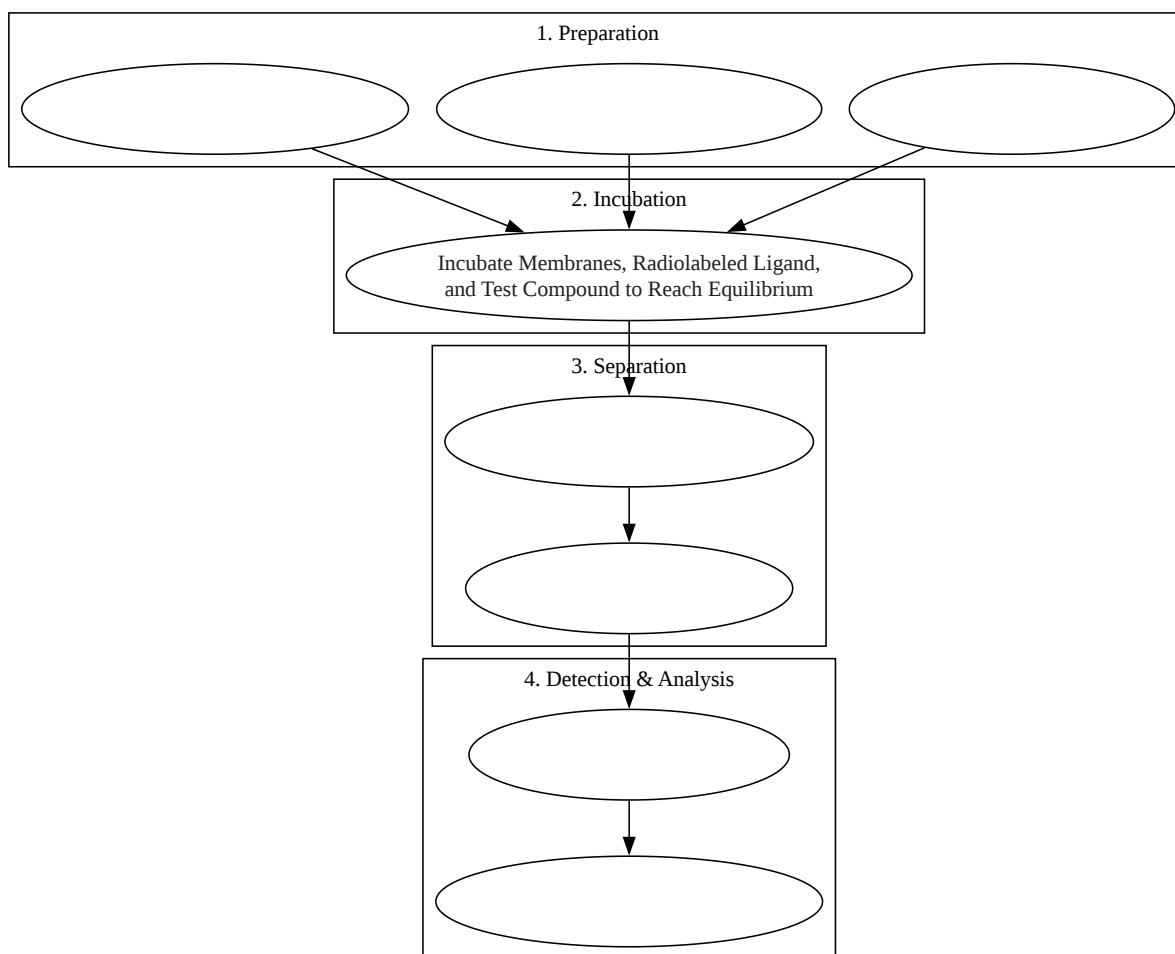 1. Preparation
2. Incubation
Incubate Membranes, Radiolabeled Ligand,
and Test Compound to Reach Equilibrium
3. Separation
4. Detection & Analysis